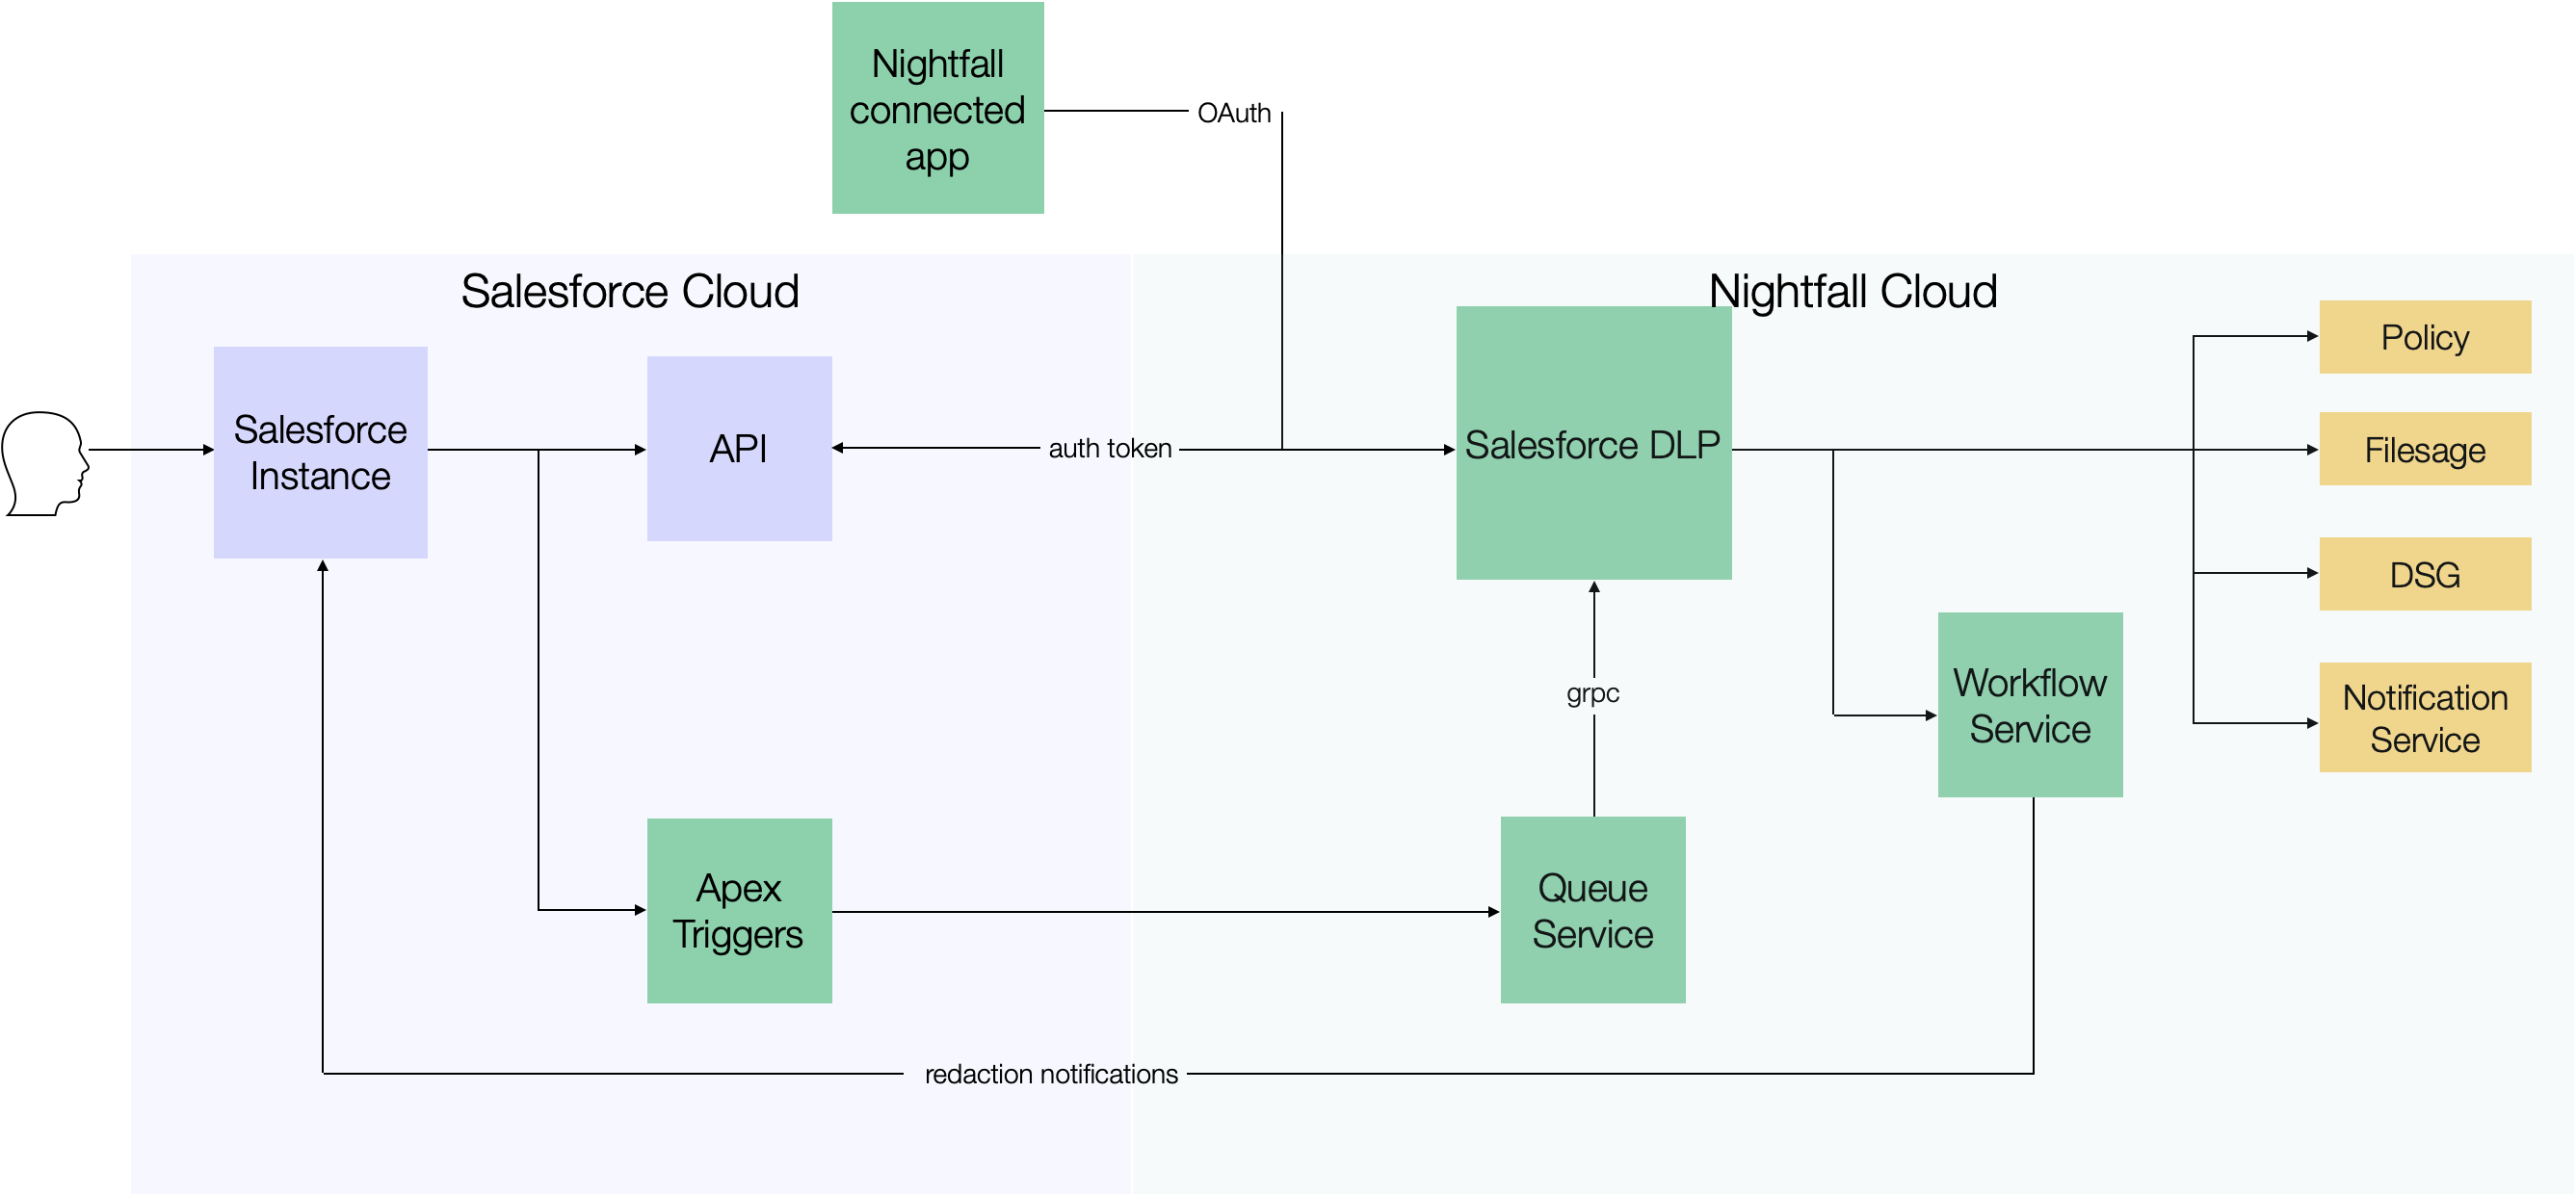 Nightfall
connected
app
OAuth
Salesforce Cloud
Nightfall Cloud
Salesforce
Instance
API
auth token
Salesforce DLP
Policy
Filesage
DSG
Notification
Service
Workflow
Service
grpc
Apex
Triggers
Queue
Service
redaction notifications